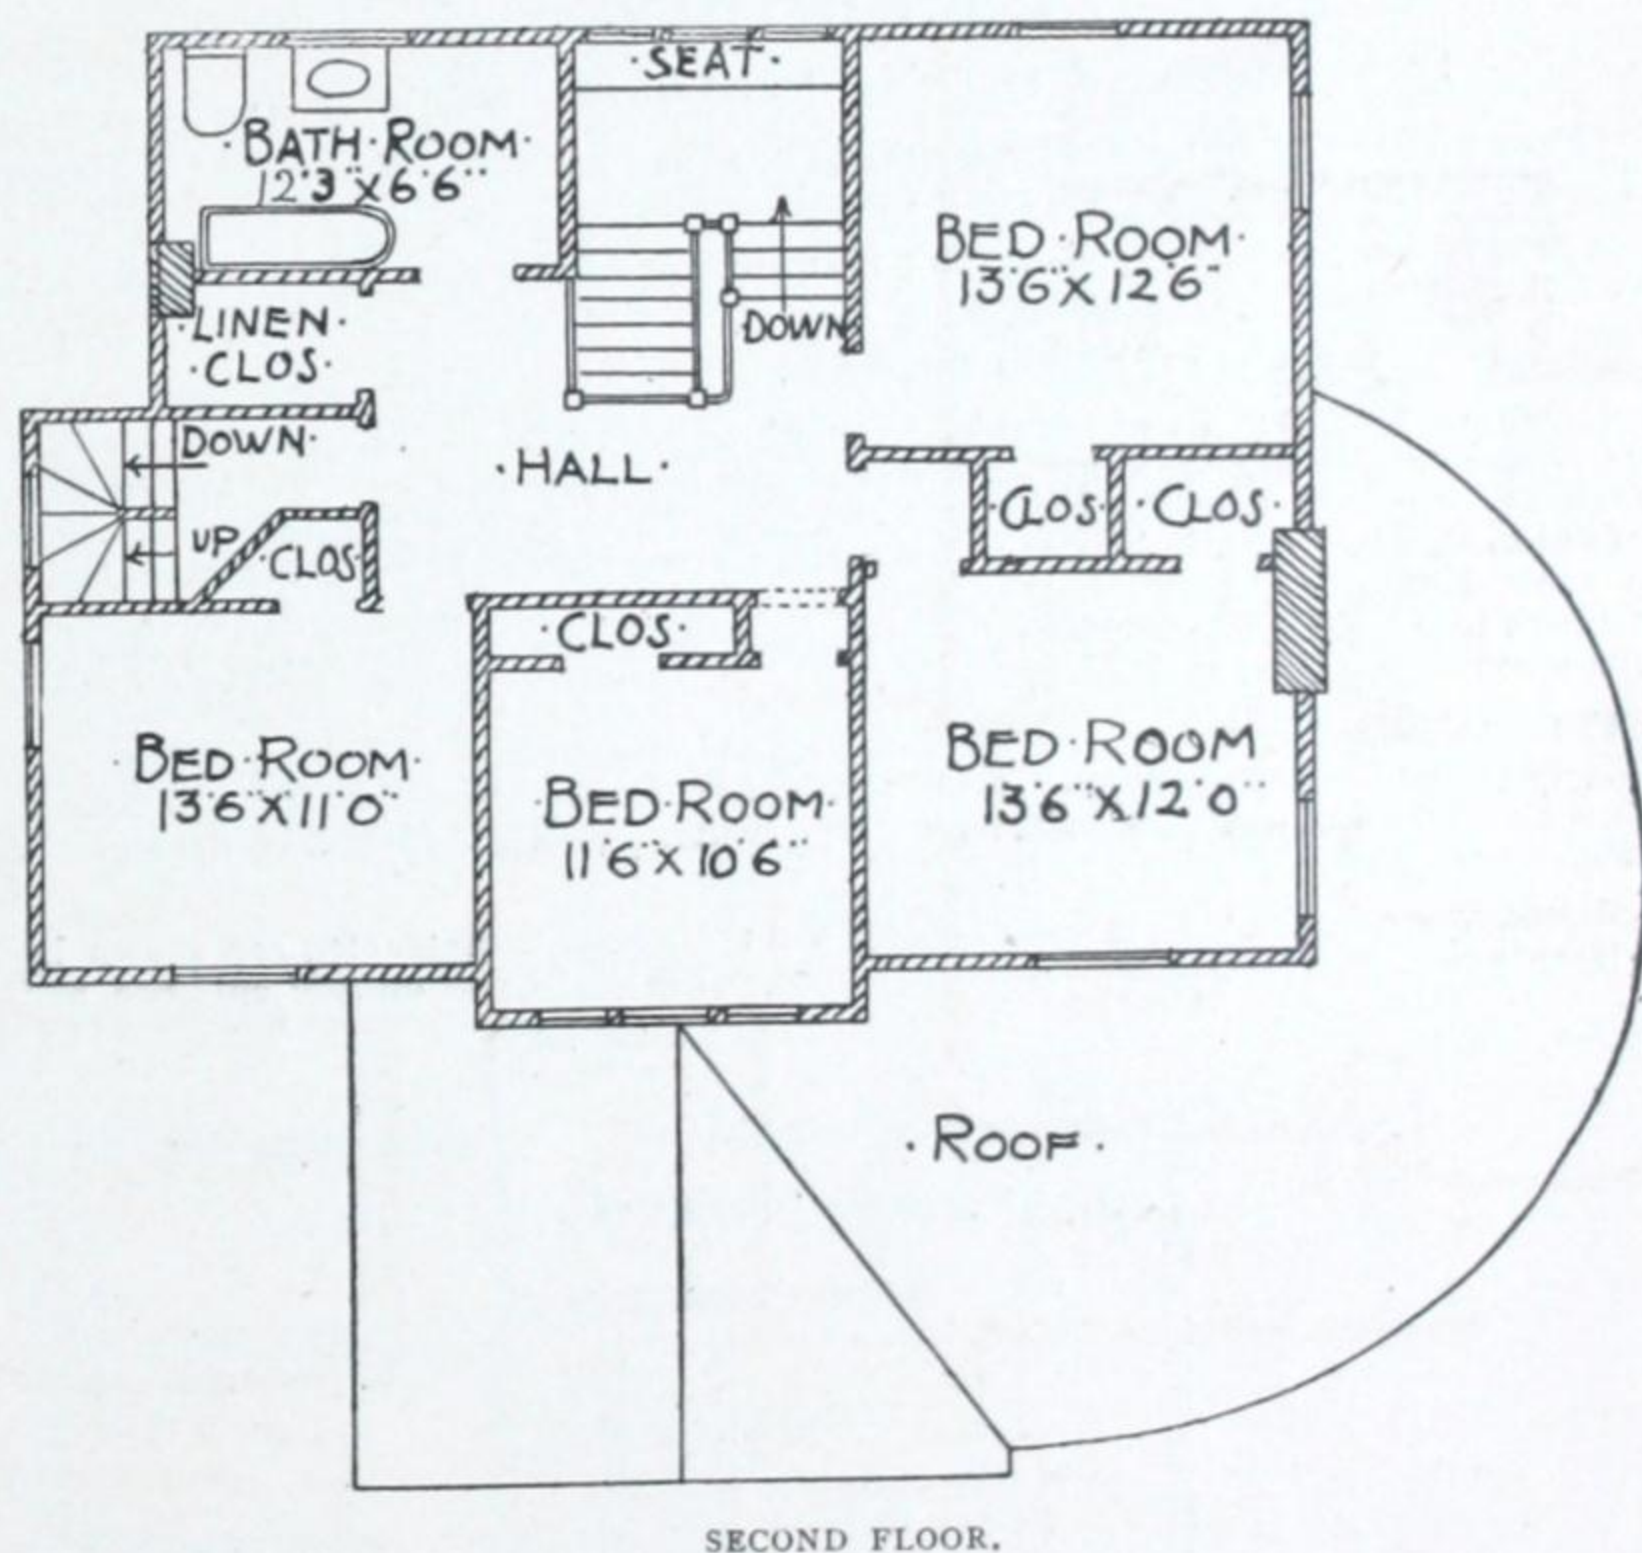 ·SEAT·
·BATH·ROOM·
12'3"X6'6"
BED·ROOM·
13'6"X12'6"
DOWN
·LINEN·
·CLOS·
DOWN·
·HALL·
·CLOS·
·CLOS·
UP
·CLOS·
·CLOS·
·BED·ROOM·
13'6"X11'0"
·BED·ROOM·
11'6"X10'6"
BED·ROOM
13'6"X12'0"
·ROOF·
SECOND FLOOR.